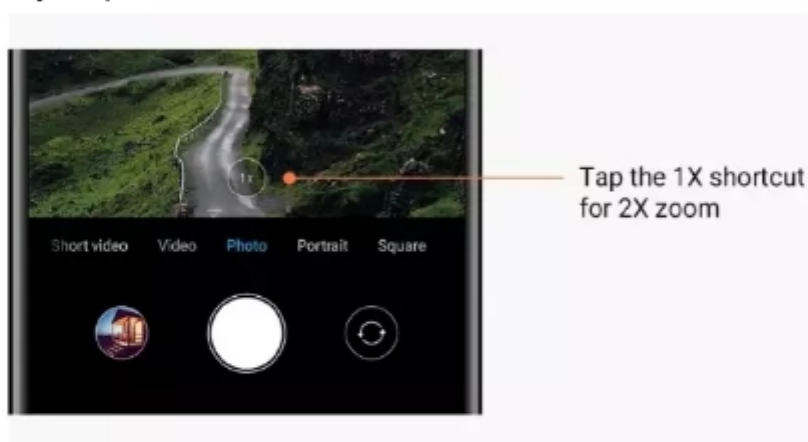 1x
Tap the 1X shortcut
for 2X zoom
Short video Video Photo Portrait Square